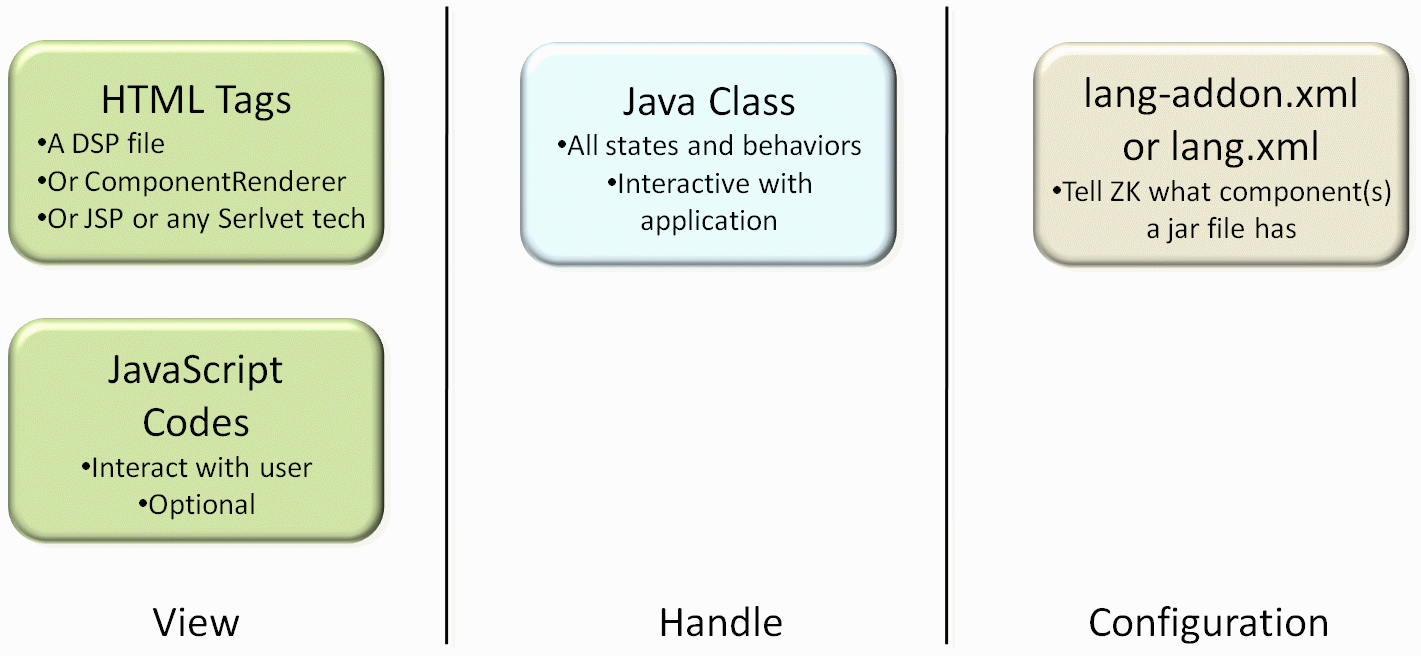 HTML Tags
•A DSP file
•Or ComponentRenderer
•Or JSP or any Serlvet tech
JavaScript
Codes
•Interact with user
•Optional
View
Java Class
•All states and behaviors
•Interactive with
application
Handle
lang-addon.xml
or lang.xml
•Tell ZK what component(s)
a jar file has
Configuration